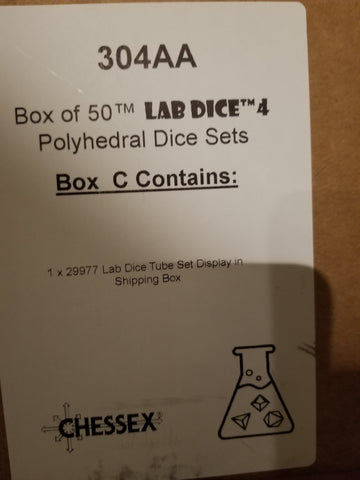 304AA
Box of 50™ LAB DICE™4
Polyhedral Dice Sets
Box C Contains:
1 x 29977 Lab Dice Tube Set Display in
Shipping Box
CHESSEX